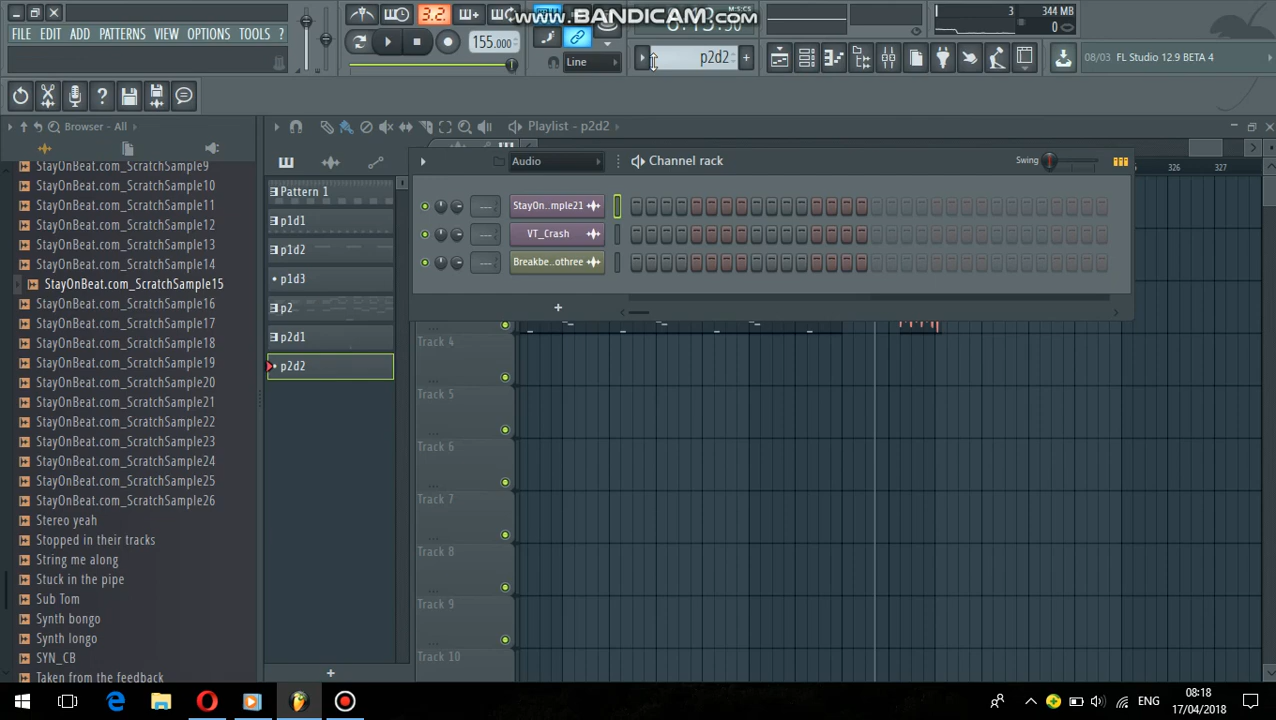 www.BANDICAM.com
FILE EDIT ADD PATTERNS VIEW OPTIONS TOOLS ?
3.2.
155.000
Line
M:S:CS
p2d2
3
344 MB
0
08/03 FL Studio 12.9 BETA 4
Browser - All
Playlist - p2d2
StayOnBeat.com_ScratchSample9
StayOnBeat.com_ScratchSample10
StayOnBeat.com_ScratchSample11
StayOnBeat.com_ScratchSample12
StayOnBeat.com_ScratchSample13
StayOnBeat.com_ScratchSample14
StayOnBeat.com_ScratchSample15
StayOnBeat.com_ScratchSample16
StayOnBeat.com_ScratchSample17
StayOnBeat.com_ScratchSample18
StayOnBeat.com_ScratchSample19
StayOnBeat.com_ScratchSample20
StayOnBeat.com_ScratchSample21
StayOnBeat.com_ScratchSample22
StayOnBeat.com_ScratchSample23
StayOnBeat.com_ScratchSample24
StayOnBeat.com_ScratchSample25
StayOnBeat.com_ScratchSample26
Stereo yeah
Stopped in their tracks
String me along
Stuck in the pipe
Sub Tom
Synth bongo
Synth longo
SYN_CB
Taken from the feedback
Pattern 1
p1d1
p1d2
p1d3
p2
p2d1
p2d2
Audio
Channel rack
Swing
StayOn..mple21
VT_Crash
Breakbe..othree
326 327
Track 4
Track 5
Track 6
Track 7
Track 8
Track 9
Track 10
ENG
08:18
17/04/2018